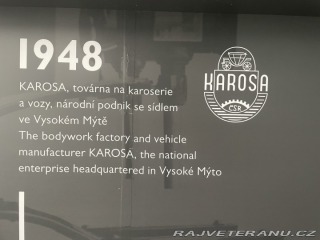 1948
KAROSA, továrna na karoserie
a vozy, národní podnik se sídlem
ve Vysokém Mýtě
The bodywork factory and vehicle
manufacturer KAROSA, the national
enterprise headquartered in Vysoké Mýto
KAROSA
ČSR
RAJVETERANU.CZ